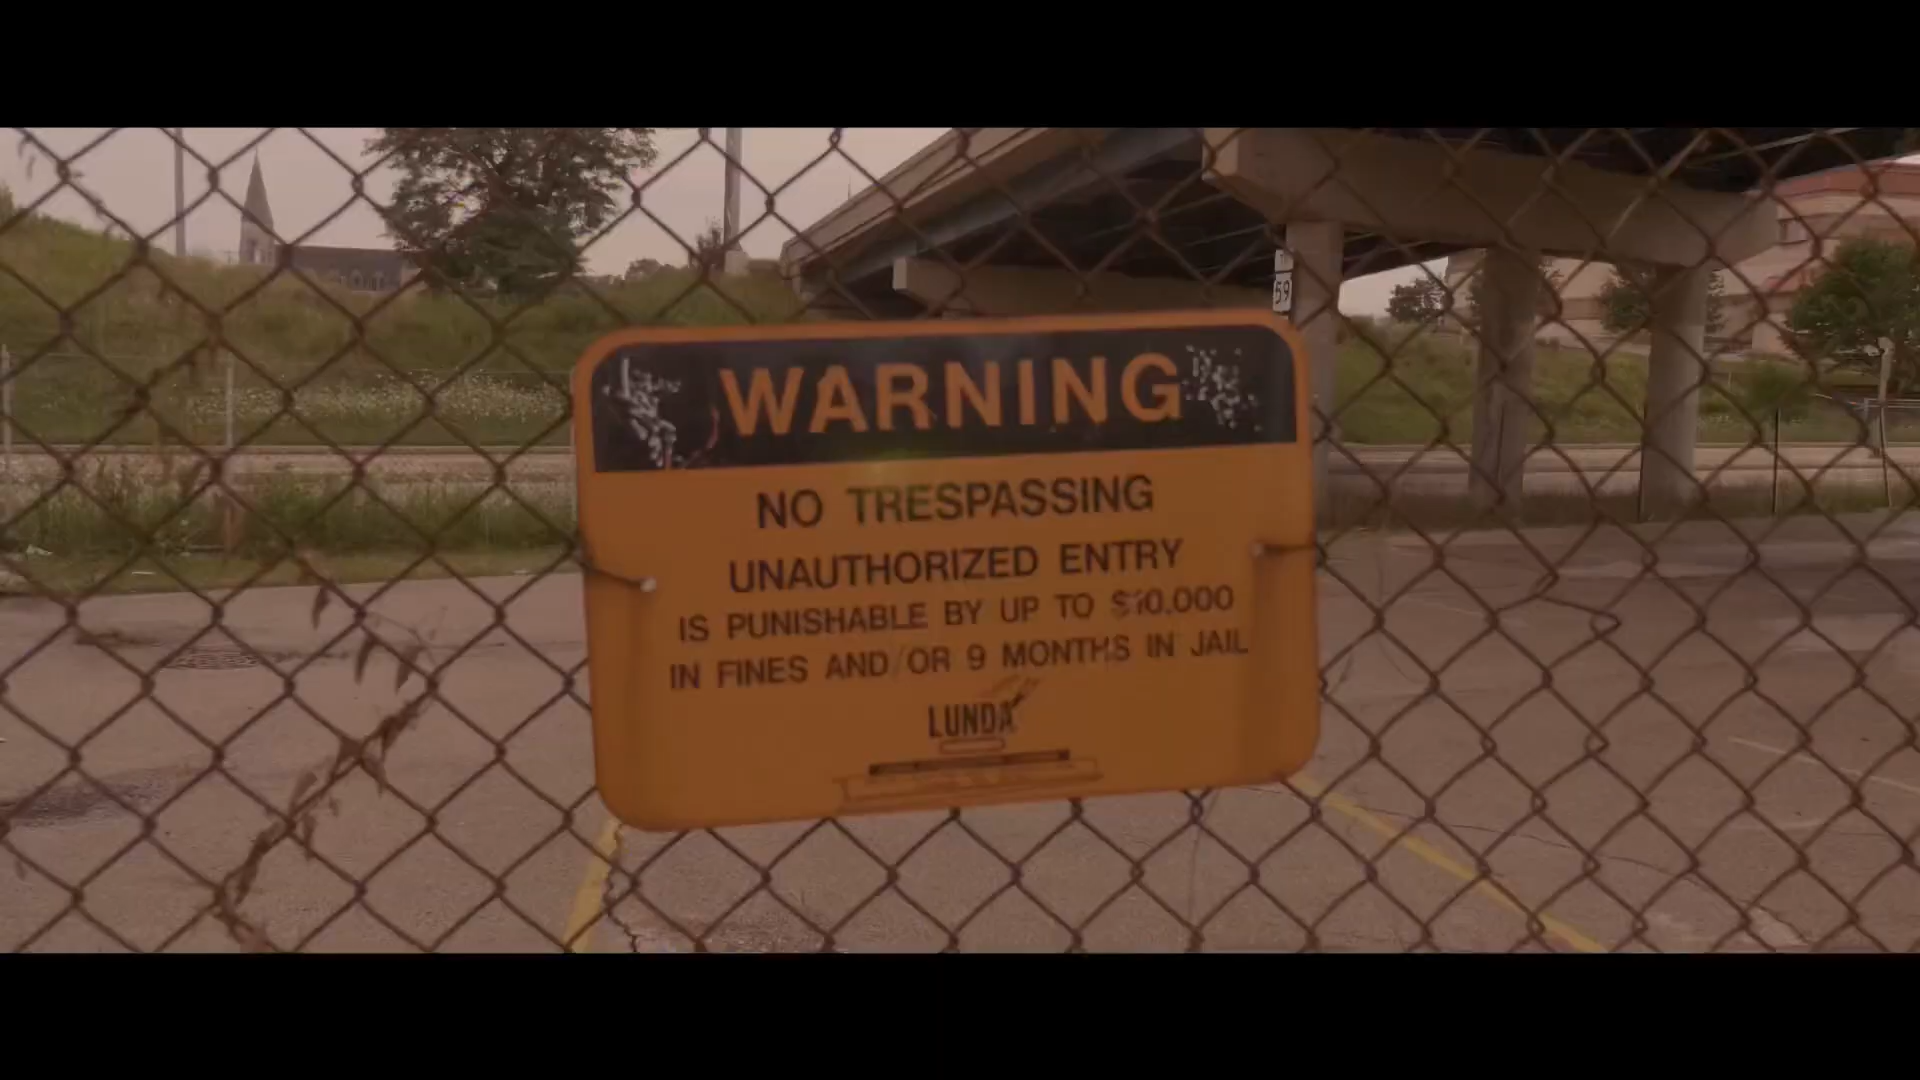 59
WARNING
NO TRESPASSING
UNAUTHORIZED ENTRY
IS PUNISHABLE BY UP TO $10,000
IN FINES AND/OR 9 MONTHS IN JAIL
LUNDA